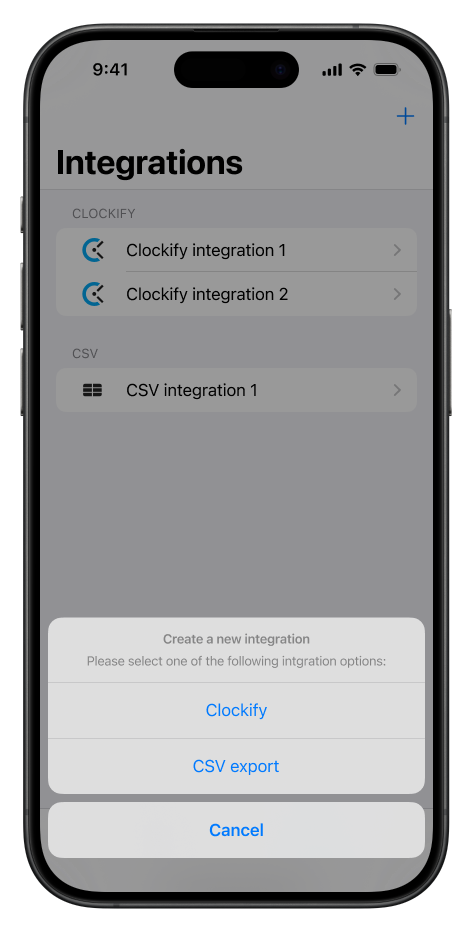 9:41
Integrations
CLOCKIFY
Clockify integration 1
Clockify integration 2
CSV
CSV integration 1
Create a new integration
Please select one of the following intgration options:
Clockify
CSV export
Cancel